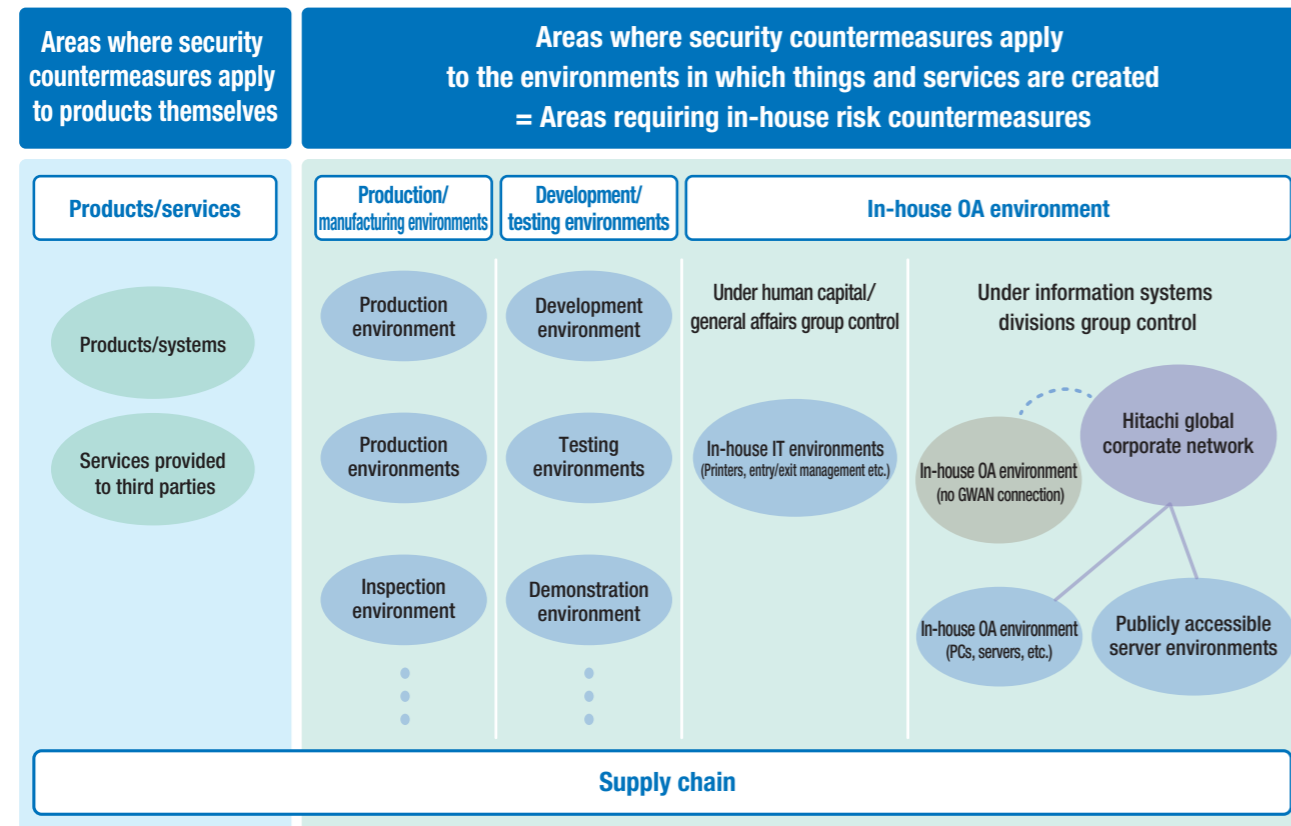 Areas where security
countermeasures apply
to products themselves
Areas where security countermeasures apply
to the environments in which things and services are created
= Areas requiring in-house risk countermeasures
Products/services
Production/
manufacturing environments
Development/
testing environments
In-house OA environment
Products/systems
Services provided
to third parties
Production
environment
Production
environments
Inspection
environment
Development
environment
Testing
environments
Demonstration
environment
Under human capital/
general affairs group control
In-house IT environments
(Printers, entry/exit management etc.)
Under information systems
divisions group control
Hitachi global
corporate network
In-house OA environment
(no GWAN connection)
In-house OA environment
(PCs, servers, etc.)
Publicly accessible
server environments
Supply chain